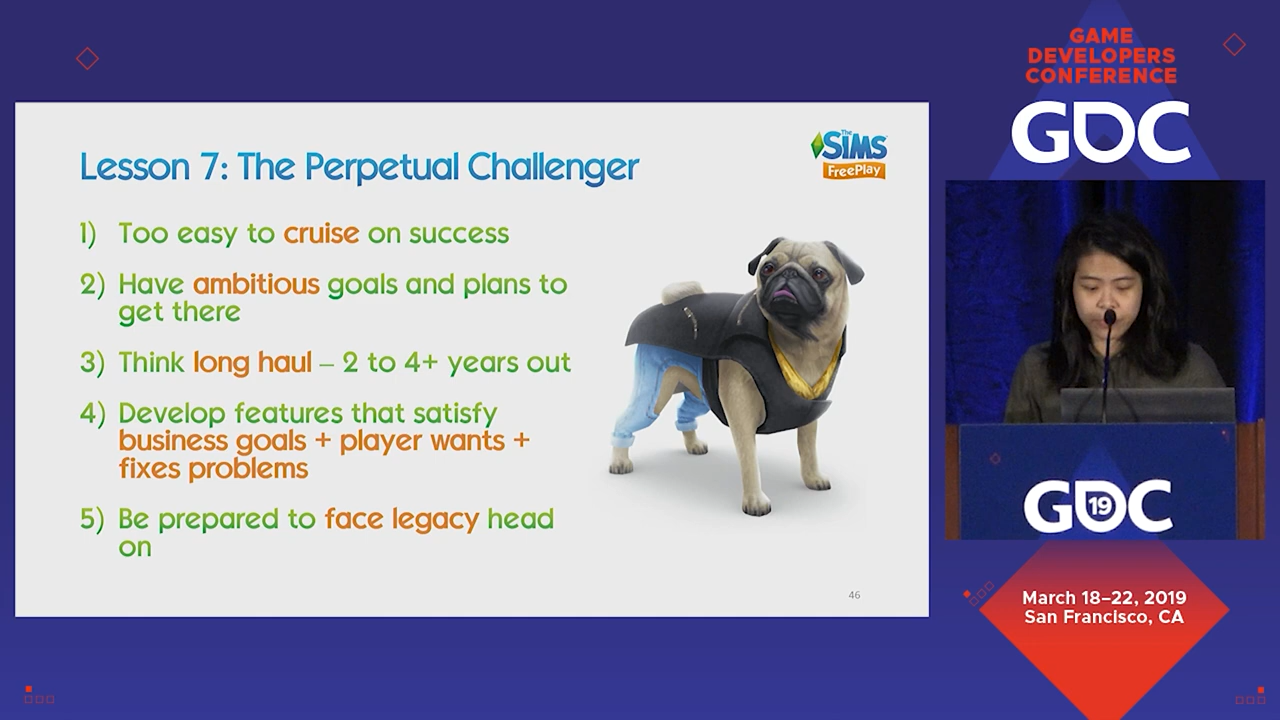 GAME
DEVELOPERS
CONFERENCE
GDC
Lesson 7: The Perpetual Challenger
The
SIMS
FreePlay
1) Too easy to cruise on success
2) Have ambitious goals and plans to
get there
3) Think long haul – 2 to 4+ years out
4) Develop features that satisfy
business goals + player wants +
fixes problems
5) Be prepared to face legacy head
on
46
GDC
19
March 18–22, 2019
San Francisco, CA